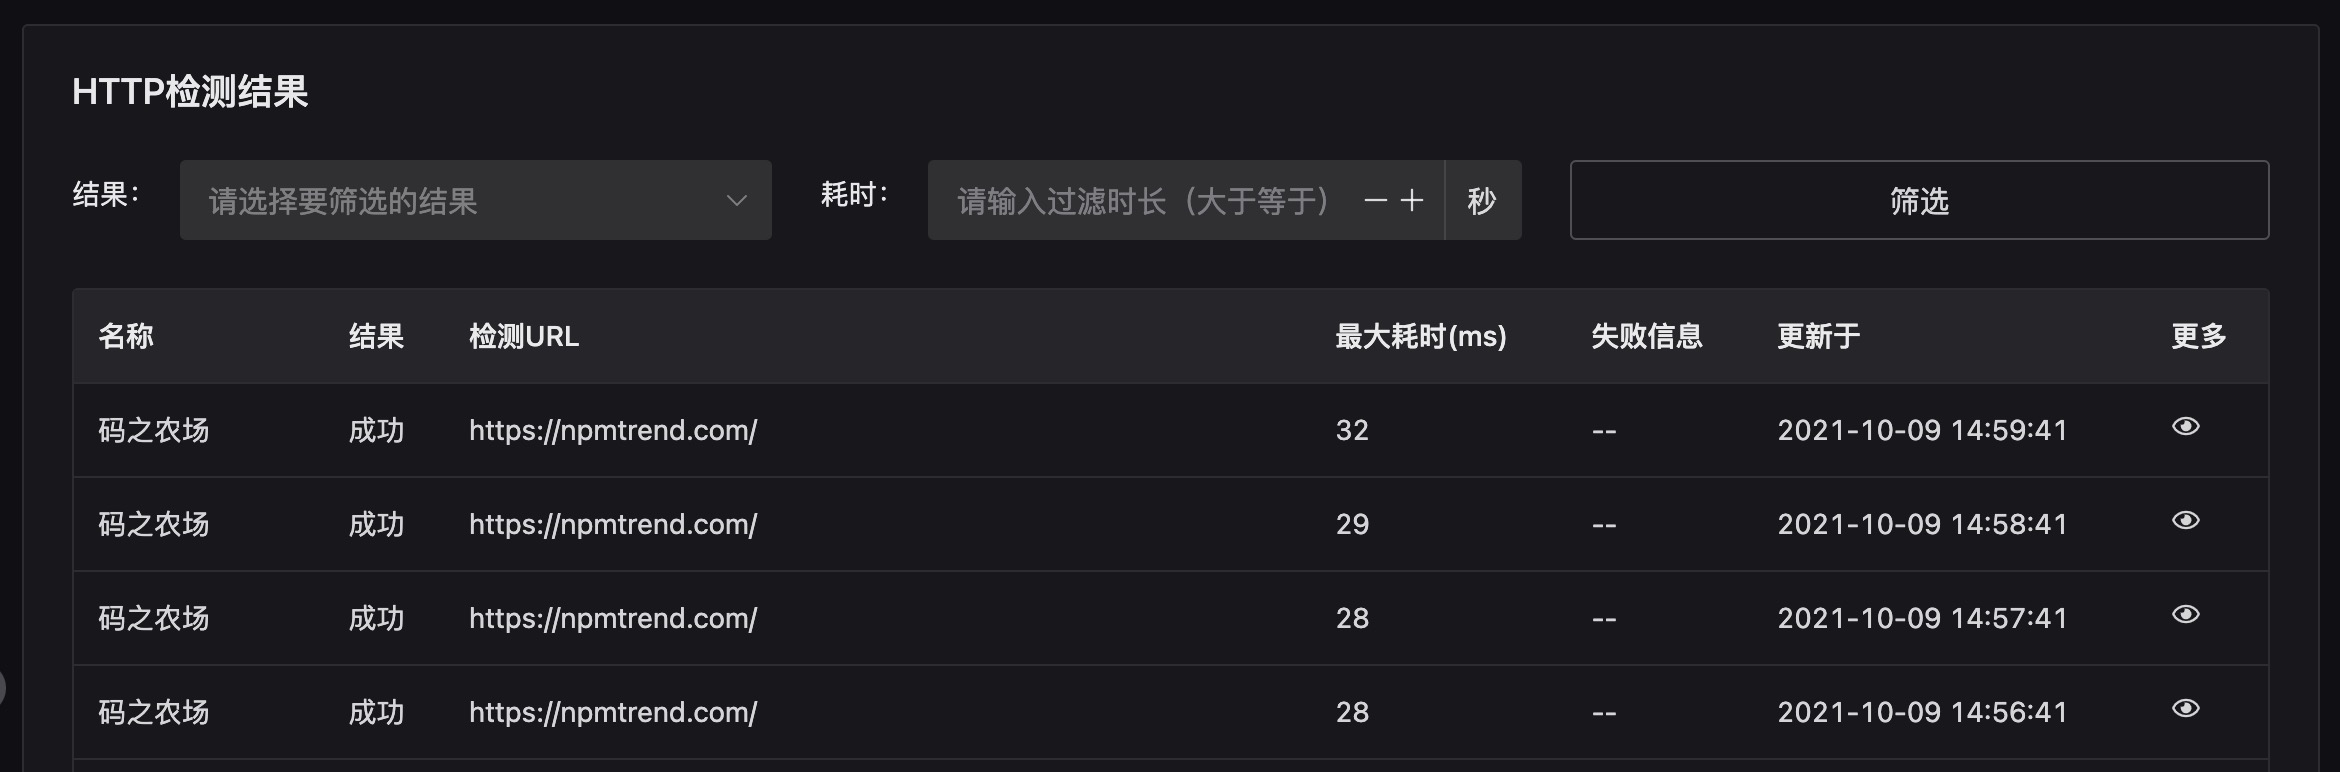 HTTP检测结果
结果： 请选择要筛选的结果 耗时： 请输入过滤时长（大于等于） 秒 筛选
名称 结果 检测URL 最大耗时(ms) 失败信息 更新于 更多
码之农场 成功 https://npmtrend.com/ 32 -- 2021-10-09 14:59:41
码之农场 成功 https://npmtrend.com/ 29 -- 2021-10-09 14:58:41
码之农场 成功 https://npmtrend.com/ 28 -- 2021-10-09 14:57:41
码之农场 成功 https://npmtrend.com/ 28 -- 2021-10-09 14:56:41